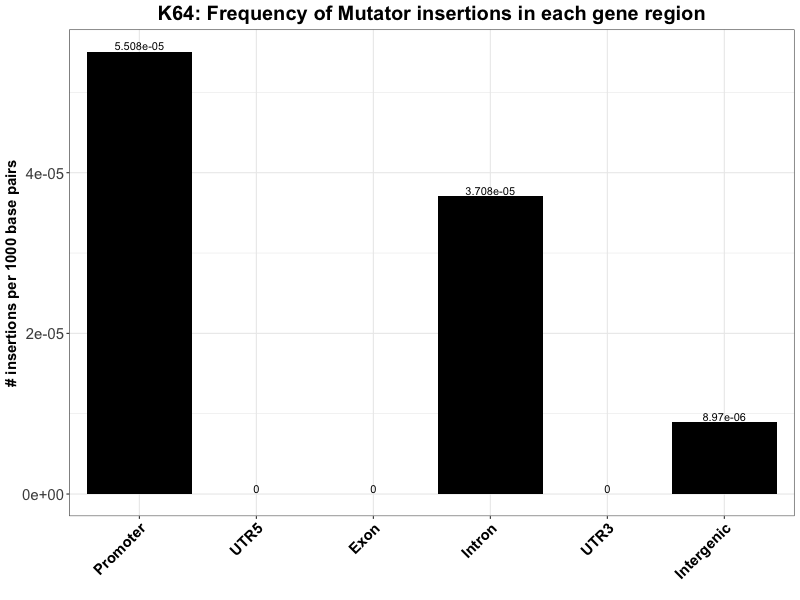 K64: Frequency of Mutator insertions in each gene region
# insertions per 1000 base pairs
5.508e-05
4e-05
3.708e-05
2e-05
8.97e-06
0
0
0
0e+00
Promoter
UTR5
Exon
Intron
UTR3
Intergenic